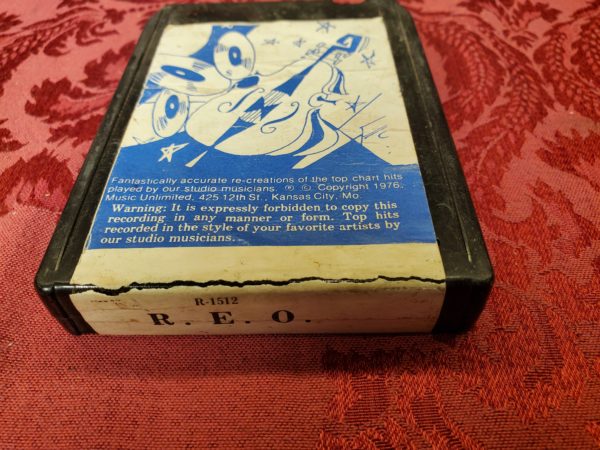 Fantastically accurate re-creations of the top chart hits
played by our studio musicians. ℗ © Copyright 1976,
Music Unlimited, 425 12th St., Kansas City, Mo.
Warning: It is expressly forbidden to copy this
recording in any manner or form. Top hits
recorded in the style of your favorite artists by
our studio musicians.
R-1512
R. E. O.